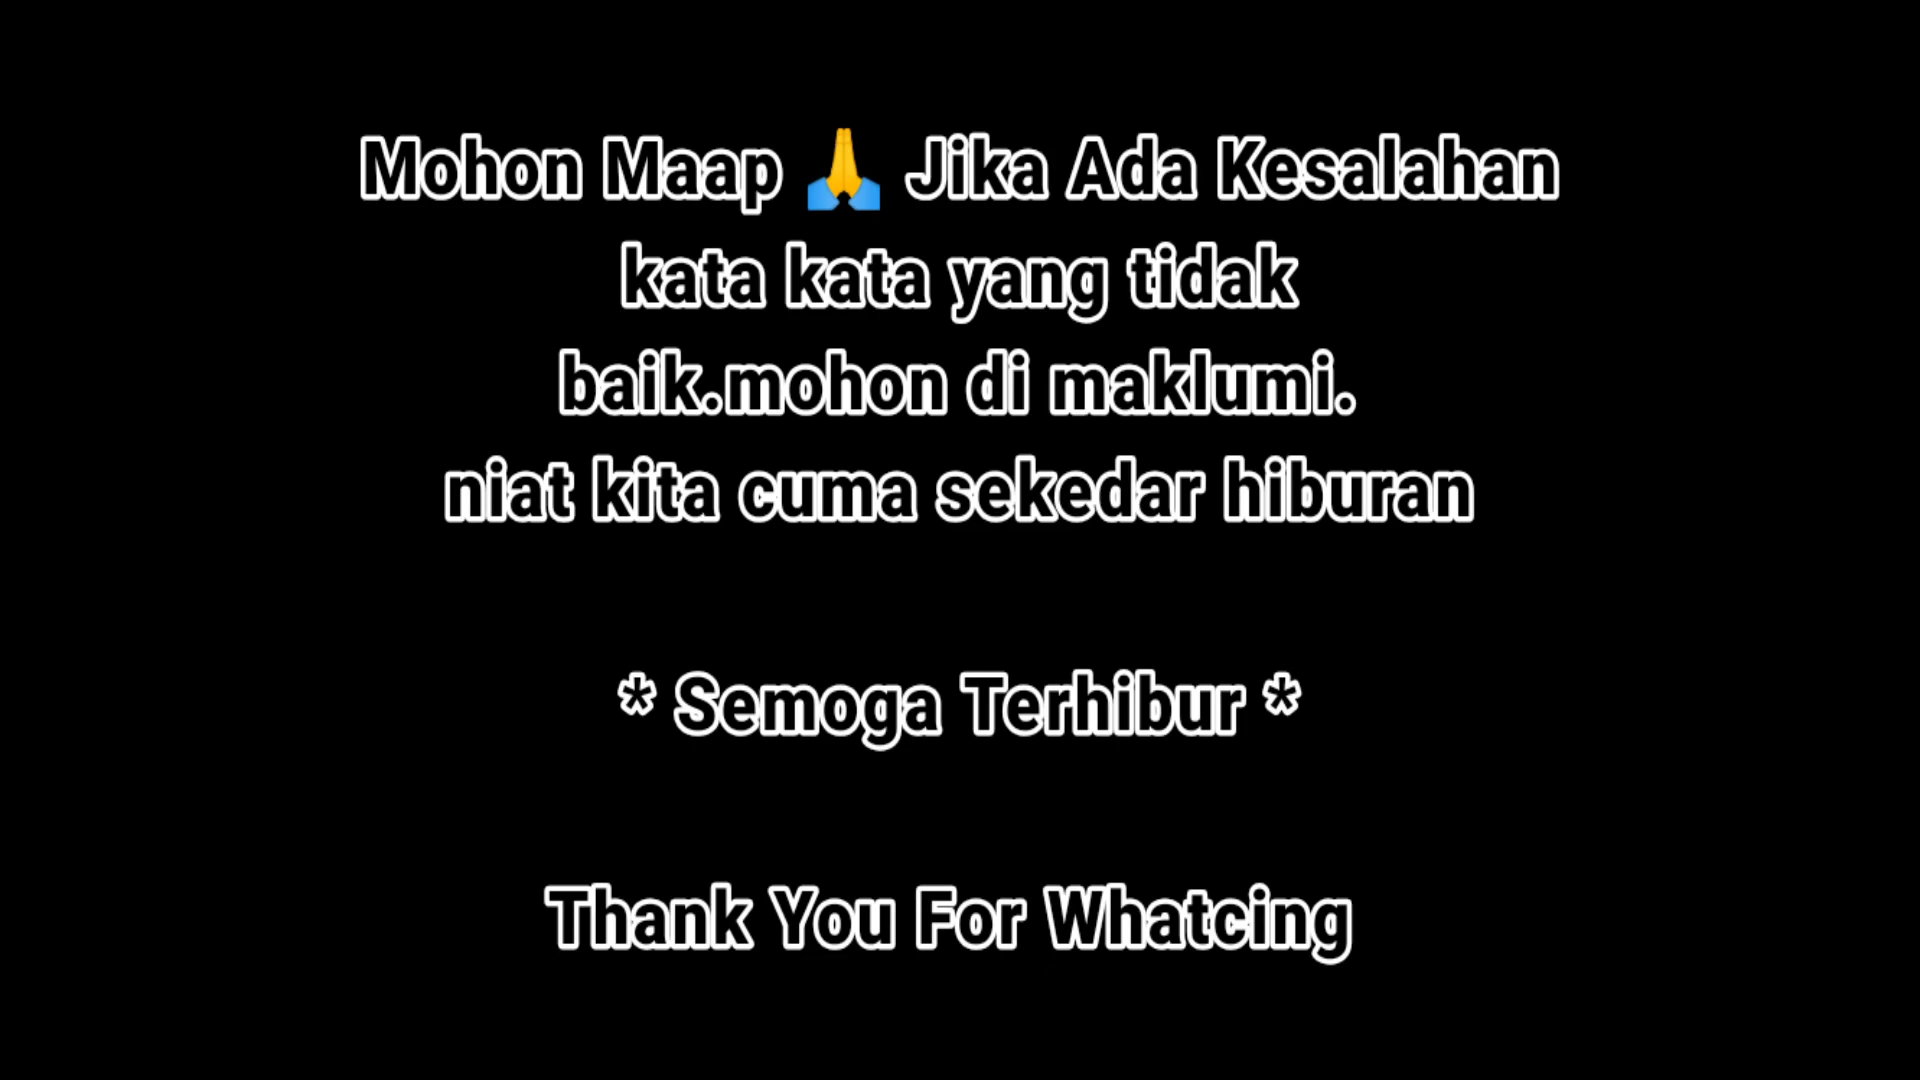 Mohon Maap 🙏 Jika Ada Kesalahan
kata kata yang tidak
baik.mohon di maklumi.
niat kita cuma sekedar hiburan
* Semoga Terhibur *
Thank You For Whatcing